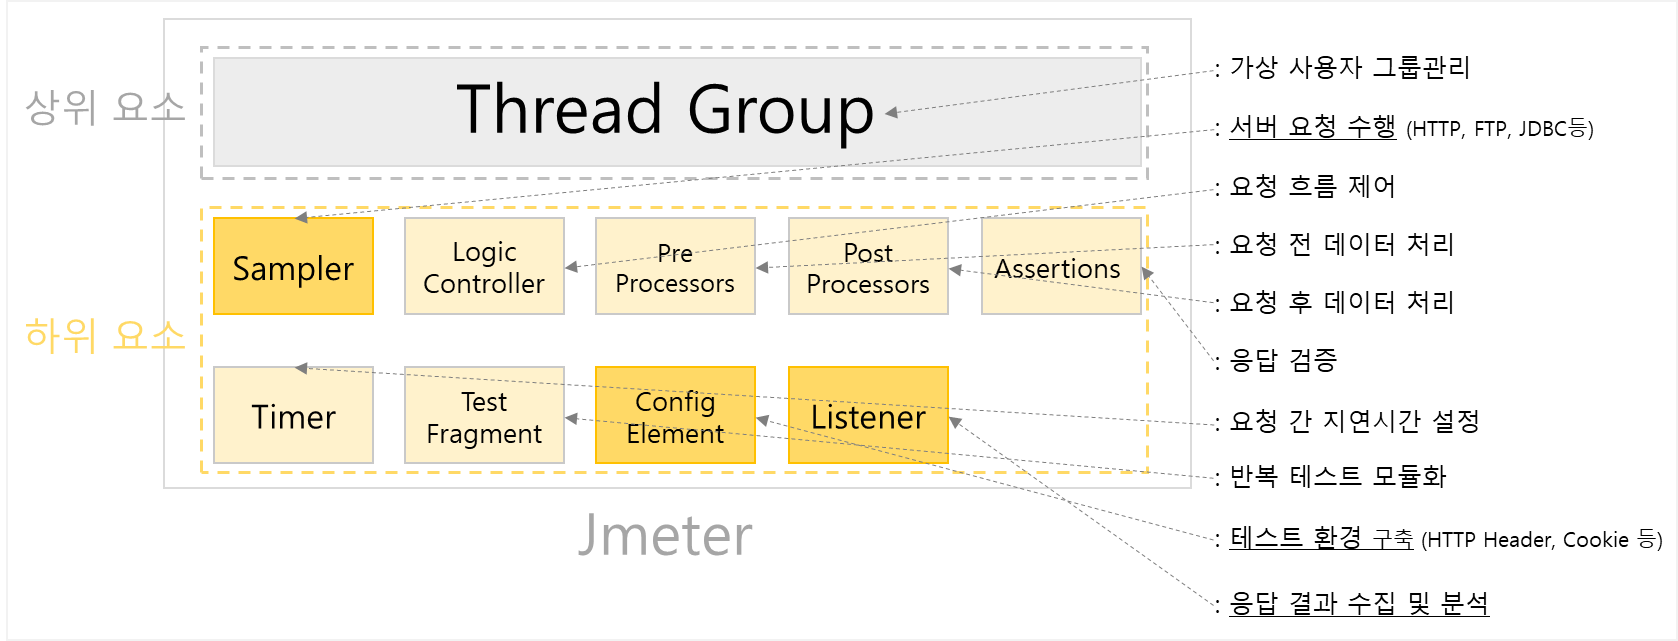 상위 요소
Thread Group
하위 요소
Sampler
Logic
Controller
Pre
Processors
Post
Processors
Assertions
Timer
Test
Fragment
Config
Element
Listener
Jmeter
: 가상 사용자 그룹관리
: 서버 요청 수행 (HTTP, FTP, JDBC등)
: 요청 흐름 제어
: 요청 전 데이터 처리
: 요청 후 데이터 처리
: 응답 검증
: 요청 간 지연시간 설정
: 반복 테스트 모듈화
: 테스트 환경 구축 (HTTP Header, Cookie 등)
: 응답 결과 수집 및 분석